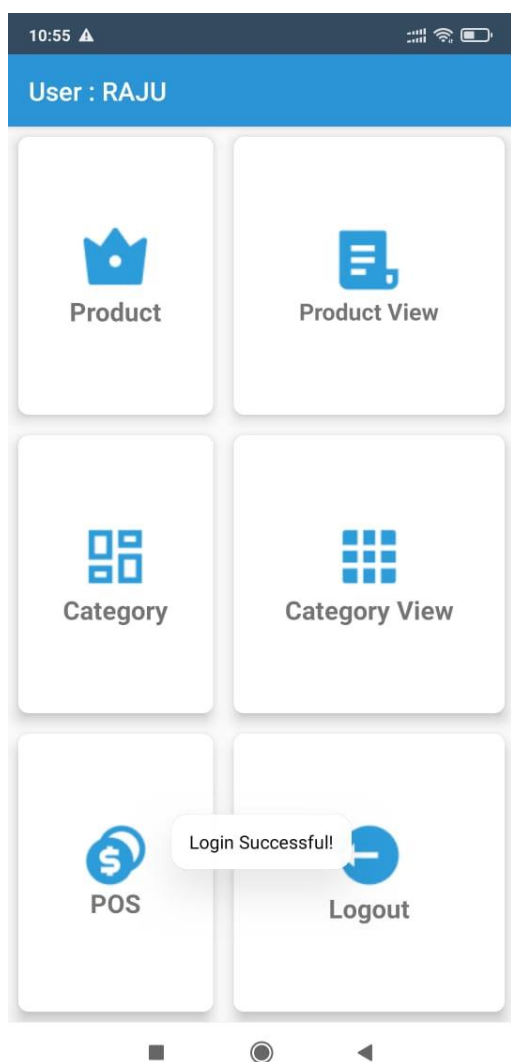 10:55
User : RAJU
Product
Product View
Category
Category View
Login Successful!
POS
Logout